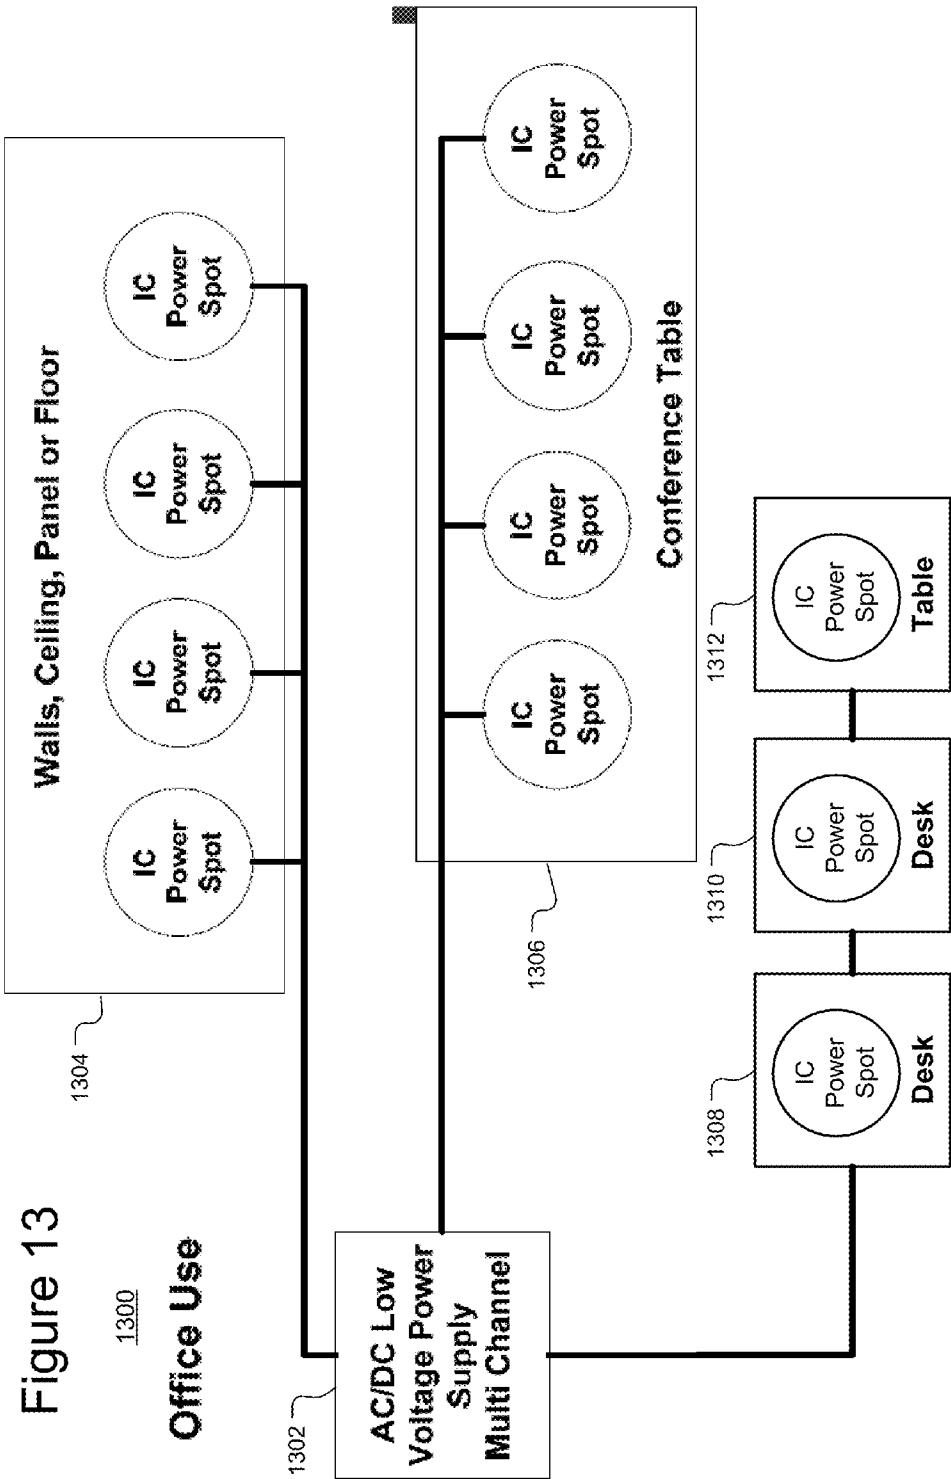 Figure 13
1300
Office Use
1302
AC/DC Low
Voltage Power
Supply
Multi Channel
1304
Walls, Ceiling, Panel or Floor
IC
Power
Spot
IC
Power
Spot
IC
Power
Spot
IC
Power
Spot
1306
IC
Power
Spot
IC
Power
Spot
IC
Power
Spot
IC
Power
Spot
Conference Table
1308
IC
Power
Spot
Desk
1310
IC
Power
Spot
Desk
1312
IC
Power
Spot
Table